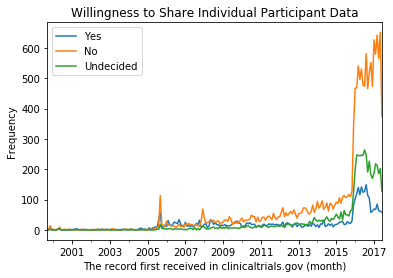 Willingness to Share Individual Participant Data
Yes
No
Undecided
600
500
400
300
200
100
0
Frequency
2001
2003
2005
2007
2009
2011
2013
2015
2017
The record first received in clinicaltrials.gov (month)